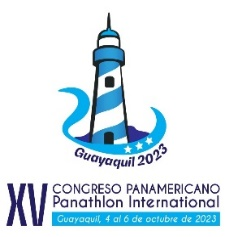 Guayaquil 2023
XV CONGRESO PANAMERICANO
Panathlon International
Guayaquil, 4 al 6 de octubre de 2023